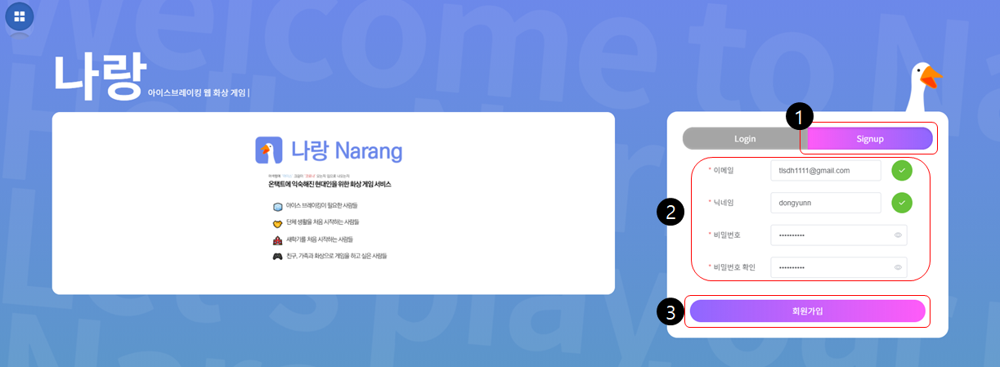 Welcome to Na
나랑 아이스브레이킹 웹 화상 게임 |
나랑 Narang
온택트에 익숙해진 현대인을 위한 화상 게임 서비스
아이스 브레이킹이 필요한 사람들
단체 생활을 처음 시작하는 사람들
새학기를 처음 시작하는 사람들
친구, 가족과 화상으로 게임을 하고 싶은 사람들
1
Login
Signup
2
* 이메일
tlsdh1111@gmail.com
* 닉네임
dongyunn
* 비밀번호
••••••••••
* 비밀번호 확인
••••••••••
3
회원가입
Let's play our